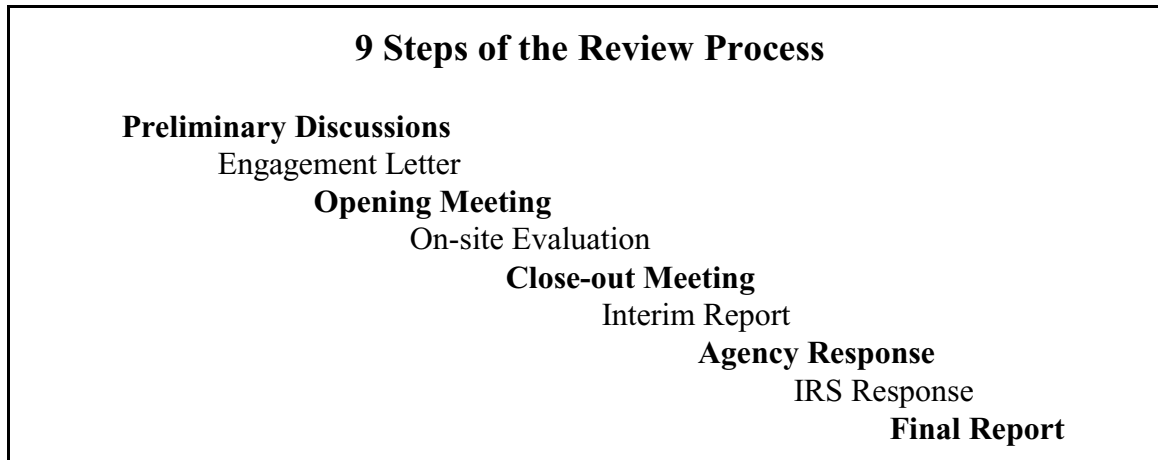 9 Steps of the Review Process
Preliminary Discussions
Engagement Letter
Opening Meeting
On-site Evaluation
Close-out Meeting
Interim Report
Agency Response
IRS Response
Final Report